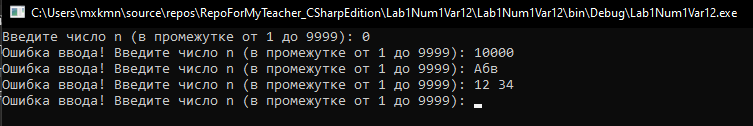 C:\Users\mxkmn\source\repos\RepoForMyTeacher_CSharpEdition\Lab1Num1Var12\Lab1Num1Var12\bin\Debug\Lab1Num1Var12.exe
Введите число n (в промежутке от 1 до 9999): 0
Ошибка ввода! Введите число n (в промежутке от 1 до 9999): 10000
Ошибка ввода! Введите число n (в промежутке от 1 до 9999): Абв
Ошибка ввода! Введите число n (в промежутке от 1 до 9999): 12 34
Ошибка ввода! Введите число n (в промежутке от 1 до 9999):